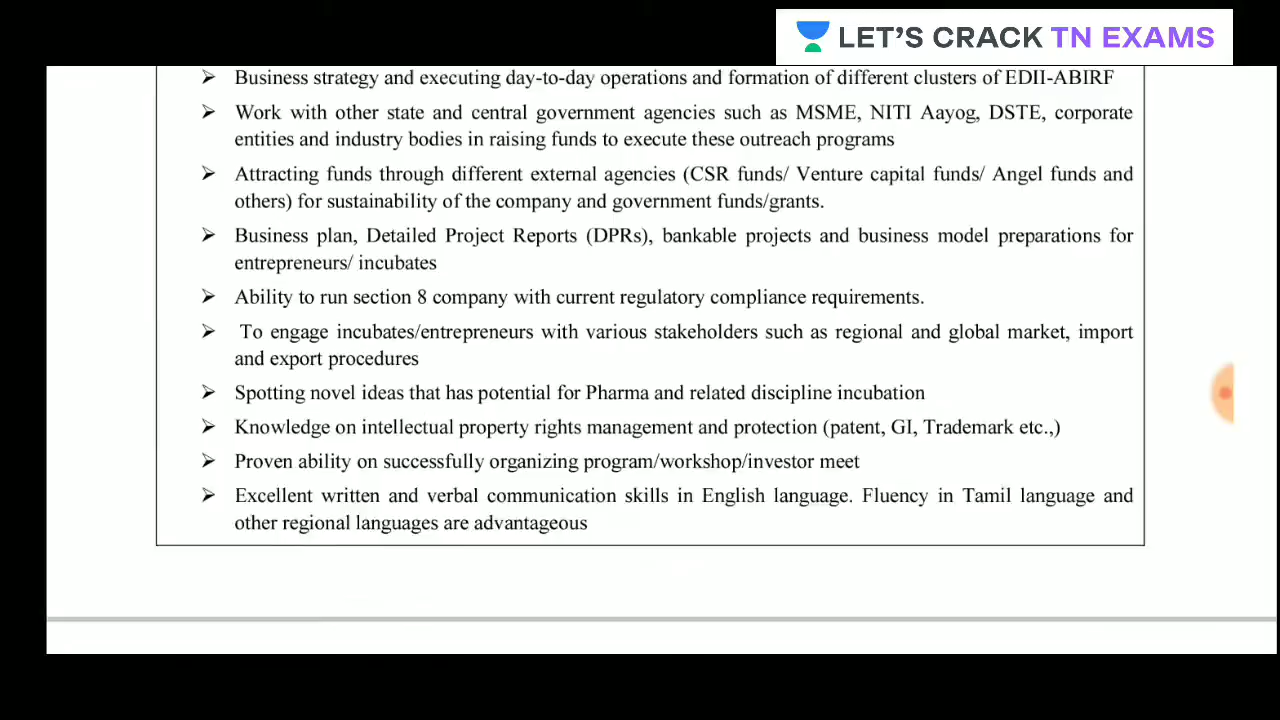 LET'S CRACK TN EXAMS
➢ Business strategy and executing day-to-day operations and formation of different clusters of EDII-ABIRF
➢ Work with other state and central government agencies such as MSME, NITI Aayog, DSTE, corporate
entities and industry bodies in raising funds to execute these outreach programs
➢ Attracting funds through different external agencies (CSR funds/ Venture capital funds/ Angel funds and
others) for sustainability of the company and government funds/grants.
➢ Business plan, Detailed Project Reports (DPRs), bankable projects and business model preparations for
entrepreneurs/ incubates
➢ Ability to run section 8 company with current regulatory compliance requirements.
➢ To engage incubates/entrepreneurs with various stakeholders such as regional and global market, import
and export procedures
➢ Spotting novel ideas that has potential for Pharma and related discipline incubation
➢ Knowledge on intellectual property rights management and protection (patent, GI, Trademark etc.,)
➢ Proven ability on successfully organizing program/workshop/investor meet
➢ Excellent written and verbal communication skills in English language. Fluency in Tamil language and
other regional languages are advantageous